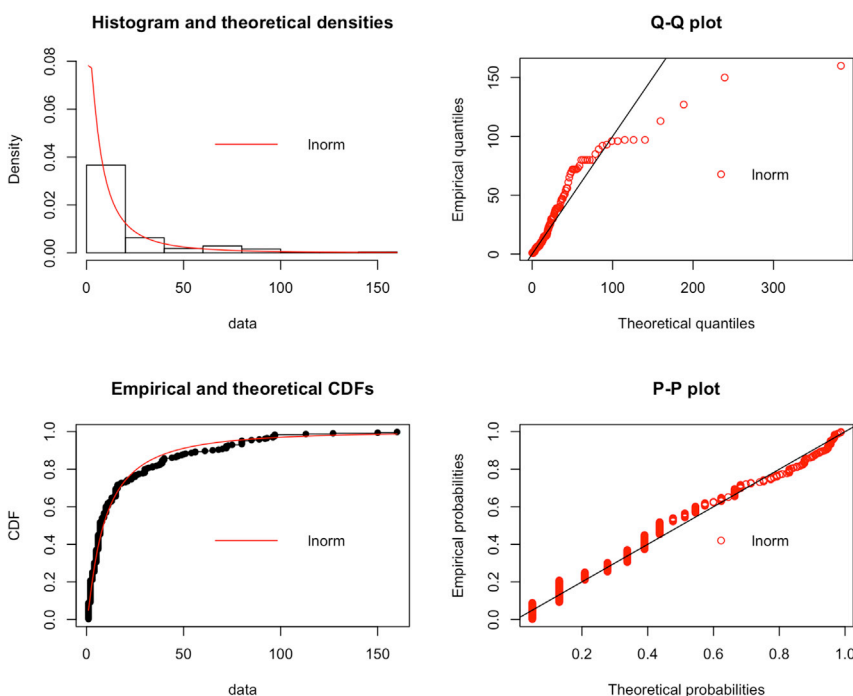 Histogram and theoretical densities
Density
0.00
0.02
0.04
0.06
0.08
lnorm
0
50
100
150
data
Q-Q plot
Empirical quantiles
0
50
100
150
lnorm
0
100
200
300
Theoretical quantiles
Empirical and theoretical CDFs
CDF
0.0
0.2
0.4
0.6
0.8
1.0
lnorm
0
50
100
150
data
P-P plot
Empirical probabilities
0.0
0.2
0.4
0.6
0.8
1.0
lnorm
0.2
0.4
0.6
0.8
1.0
Theoretical probabilities